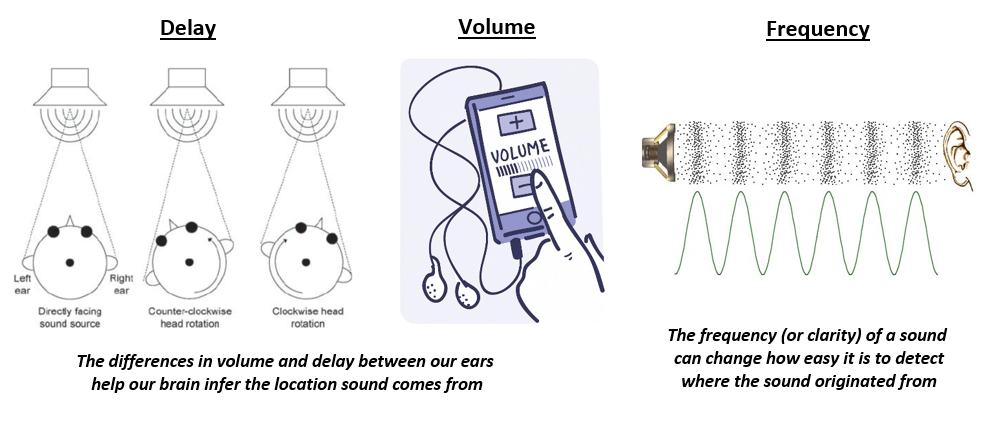 Delay
Volume
Frequency
+
VOLUME
-
Left
ear
Right
ear
Directly facing
sound source
Counter-clockwise
head rotation
Clockwise head
rotation
The differences in volume and delay between our ears
help our brain infer the location sound comes from
The frequency (or clarity) of a sound
can change how easy it is to detect
where the sound originated from